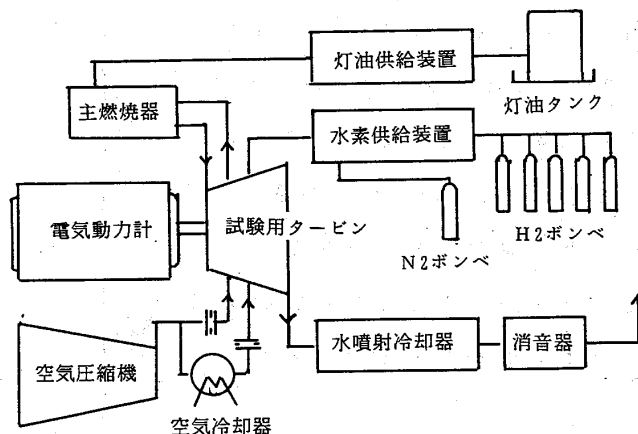 灯油供給装置
灯油タンク
主燃焼器
水素供給装置
電気動力計
試験用タービン
N2ボンベ
H2ボンベ
空気圧縮機
空気冷却器
水噴射冷却器
消音器